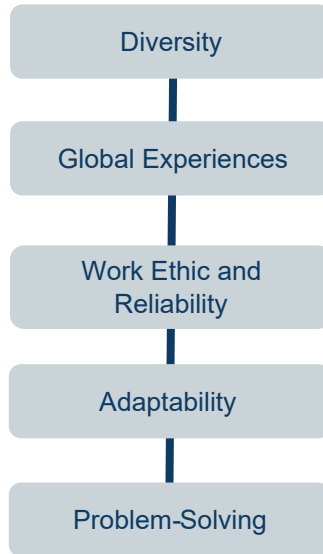 Diversity
Global Experiences
Work Ethic and
Reliability
Adaptability
Problem-Solving